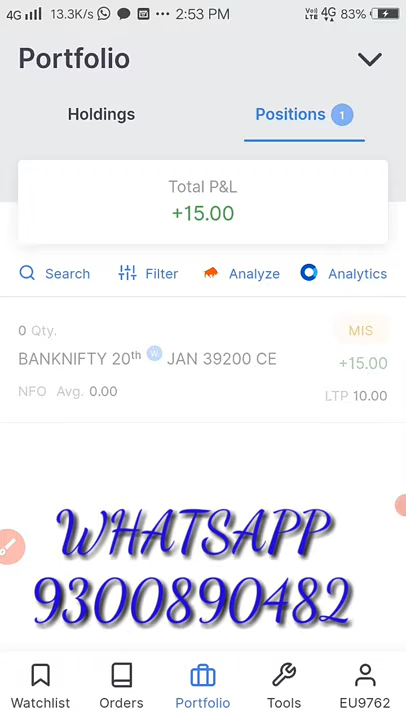 4G 13.3K/s 2:53 PM VoI) 4G 83%
Portfolio
Holdings Positions 1
Total P&L
+15.00
Search Filter Analyze Analytics
0 Qty. MIS
BANKNIFTY 20th W JAN 39200 CE +15.00
NFO Avg. 0.00 LTP 10.00
WHATSAPP
9300890482
Watchlist Orders Portfolio Tools EU9762